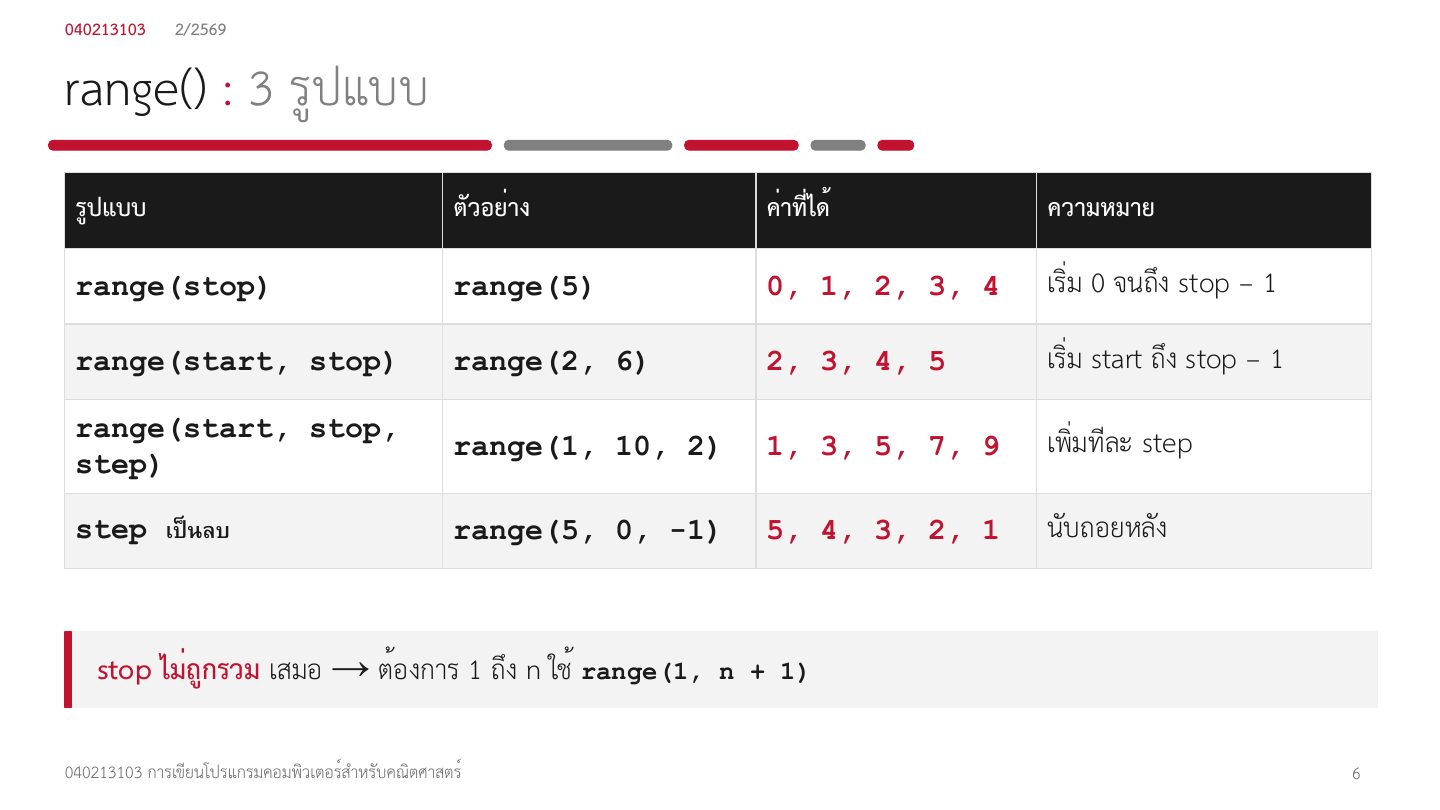 040213103 2/2569
range() : 3 รูปแบบ
รูปแบบ ตัวอย่าง ค่าที่ได้ ความหมาย
range(stop) range(5) 0, 1, 2, 3, 4 เริ่ม 0 จนถึง stop – 1
range(start, stop) range(2, 6) 2, 3, 4, 5 เริ่ม start ถึง stop – 1
range(start, stop,
step) range(1, 10, 2) 1, 3, 5, 7, 9 เพิ่มทีละ step
step เป็นลบ range(5, 0, -1) 5, 4, 3, 2, 1 นับถอยหลัง
stop ไม่ถูกรวม เสมอ → ต้องการ 1 ถึง n ใช้ range(1, n + 1)
040213103 การเขียนโปรแกรมคอมพิวเตอร์สำหรับคณิตศาสตร์ 6